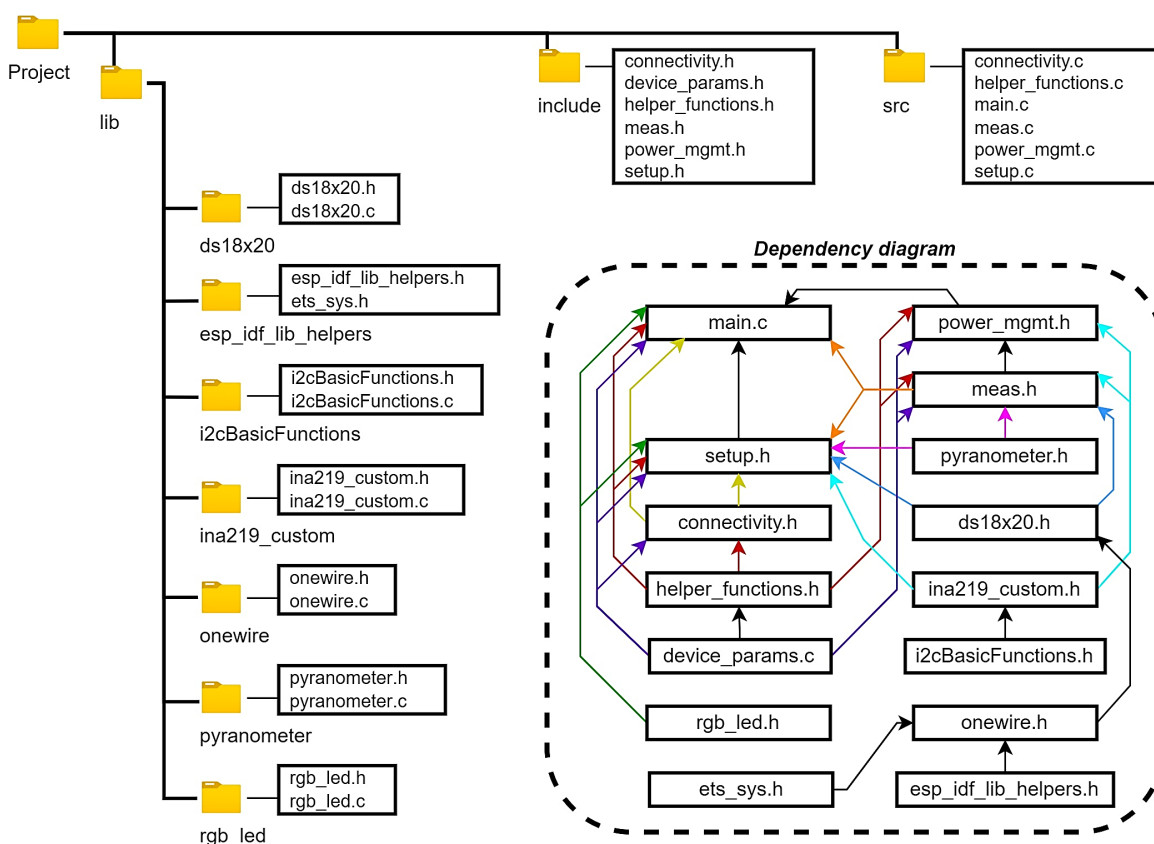 Project
lib
include
connectivity.h
device_params.h
helper_functions.h
meas.h
power_mgmt.h
setup.h
src
connectivity.c
helper_functions.c
main.c
meas.c
power_mgmt.c
setup.c
ds18x20.h
ds18x20.c
ds18x20
esp_idf_lib_helpers.h
ets_sys.h
esp_idf_lib_helpers
i2cBasicFunctions.h
i2cBasicFunctions.c
i2cBasicFunctions
ina219_custom.h
ina219_custom.c
ina219_custom
onewire.h
onewire.c
onewire
pyranometer.h
pyranometer.c
pyranometer
rgb_led.h
rgb_led.c
rgb_led
Dependency diagram
main.c
power_mgmt.h
meas.h
setup.h
pyranometer.h
connectivity.h
ds18x20.h
helper_functions.h
ina219_custom.h
device_params.c
i2cBasicFunctions.h
rgb_led.h
onewire.h
ets_sys.h
esp_idf_lib_helpers.h